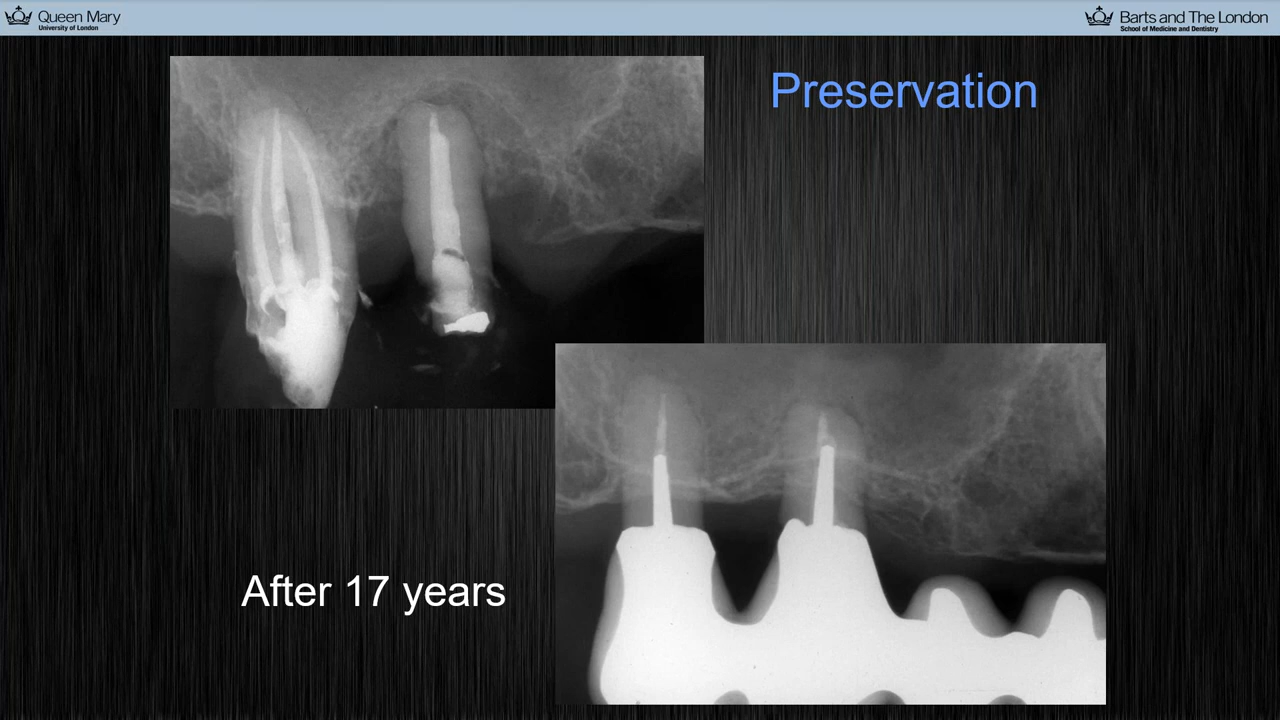 Queen Mary
University of London
Barts and The London
School of Medicine and Dentistry
Preservation
After 17 years